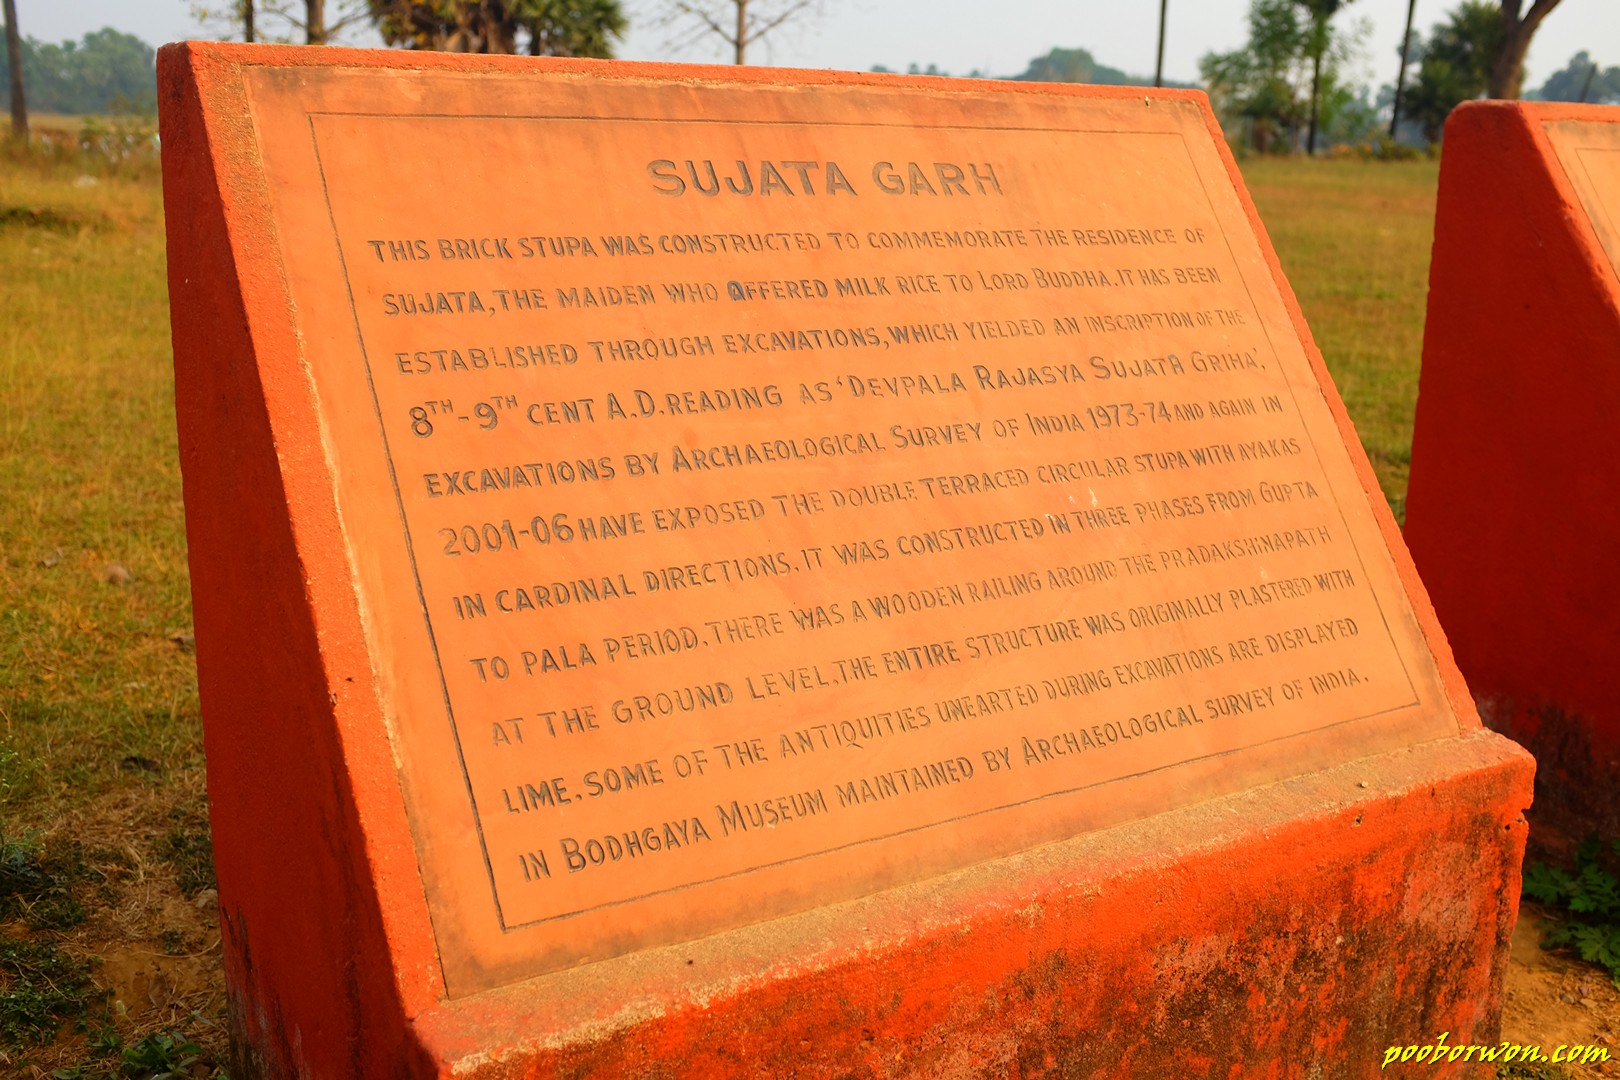 SUJATA GARH
THIS BRICK STUPA WAS CONSTRUCTED TO COMMEMORATE THE RESIDENCE OF
SUJATA, THE MAIDEN WHO OFFERED MILK RICE TO LORD BUDDHA. IT HAS BEEN
ESTABLISHED THROUGH EXCAVATIONS, WHICH YIELDED AN INSCRIPTION OF THE
8TH-9TH CENT A.D. READING AS 'DEVPALA RAJASYA SUJATA GRIHA',
EXCAVATIONS BY ARCHAEOLOGICAL SURVEY OF INDIA 1973-74 AND AGAIN IN
2001-06 HAVE EXPOSED THE DOUBLE TERRACED CIRCULAR STUPA WITH AYAKAS
IN CARDINAL DIRECTIONS. IT WAS CONSTRUCTED IN THREE PHASES FROM GUPTA
TO PALA PERIOD. THERE WAS A WOODEN RAILING AROUND THE PRADAKSHINAPATH
AT THE GROUND LEVEL. THE ENTIRE STRUCTURE WAS ORIGINALLY PLASTERED WITH
LIME. SOME OF THE ANTIQUITIES UNEARTED DURING EXCAVATIONS ARE DISPLAYED
IN BODHGAYA MUSEUM MAINTAINED BY ARCHAEOLOGICAL SURVEY OF INDIA.
pooborwon.com